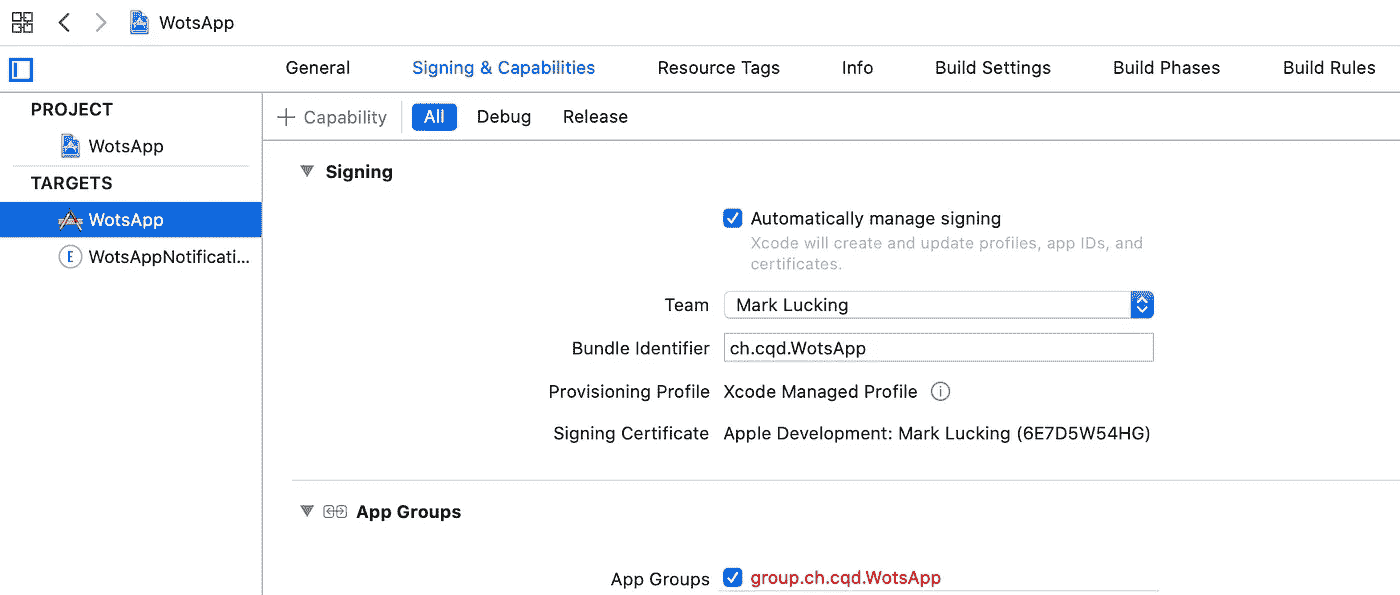 WotsApp
General Signing & Capabilities Resource Tags Info Build Settings Build Phases Build Rules
PROJECT
WotsApp
TARGETS
WotsApp
E WotsAppNotificati...
+ Capability All Debug Release
Signing
Automatically manage signing
Xcode will create and update profiles, app IDs, and
certificates.
Team Mark Lucking
Bundle Identifier ch.cqd.WotsApp
Provisioning Profile Xcode Managed Profile
Signing Certificate Apple Development: Mark Lucking (6E7D5W54HG)
App Groups
App Groups group.ch.cqd.WotsApp